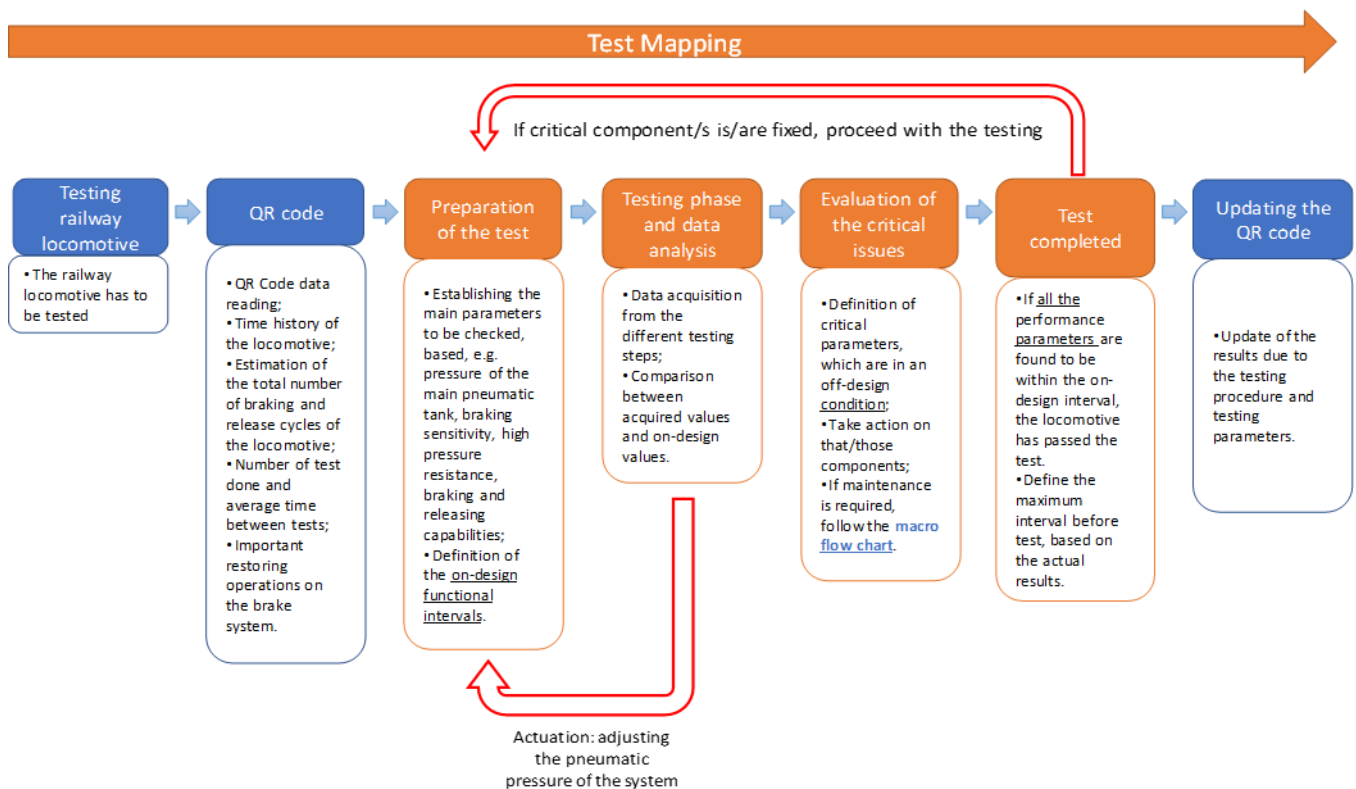 Test Mapping
If critical component/s is/are fixed, proceed with the testing
Testing
railway
locomotive
•The railway
locomotive has to
be tested
QR code
•QR Code data
reading;
•Time history of
the locomotive;
•Estimation of
the total number
of braking and
release cycles of
the locomotive;
•Number of test
done and
average time
between tests;
•Important
restoring
operations on
the brake
system.
Preparation
of the test
•Establishing the
main parameters
to be checked,
based, e.g.
pressure of the
main pneumatic
tank, braking
sensitivity, high
pressure
resistance,
braking and
releasing
capabilities;
•Definition of
the on-design
functional
intervals.
Testing phase
and data
analysis
•Data acquisition
from the
different testing
steps;
•Comparison
between
acquired values
and on-design
values.
Evaluation of
the critical
issues
•Definition of
critical
parameters,
which are in an
off-design
condition;
•Take action on
that/those
components;
•If maintenance
is required,
follow the macro
flow chart.
Test
completed
•If all the
performance
parameters are
found to be
within the on-
design interval,
the locomotive
has passed the
test.
•Define the
maximum
interval before
test, based on
the actual
results.
Updating the
QR code
•Update of the
results due to
the testing
procedure and
testing
parameters.
Actuation: adjusting
the pneumatic
pressure of the system